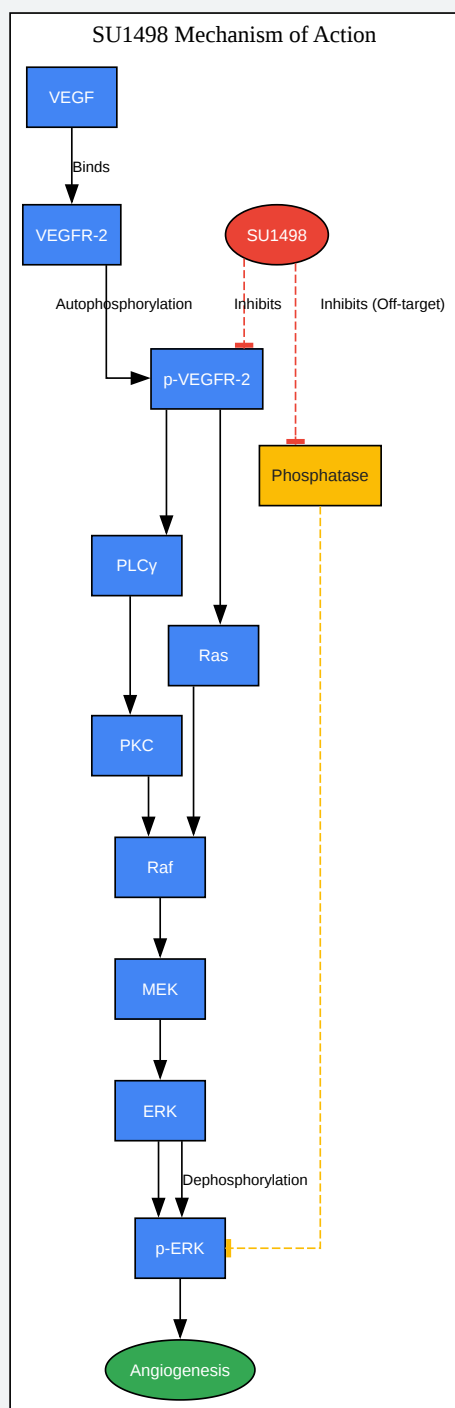 SU1498 Mechanism of Action
VEGF
Binds
VEGFR-2
SU1498
Autophosphorylation
Inhibits
Inhibits (Off-target)
p-VEGFR-2
Phosphatase
PLCγ
Ras
PKC
Raf
MEK
ERK
Dephosphorylation
p-ERK
Angiogenesis